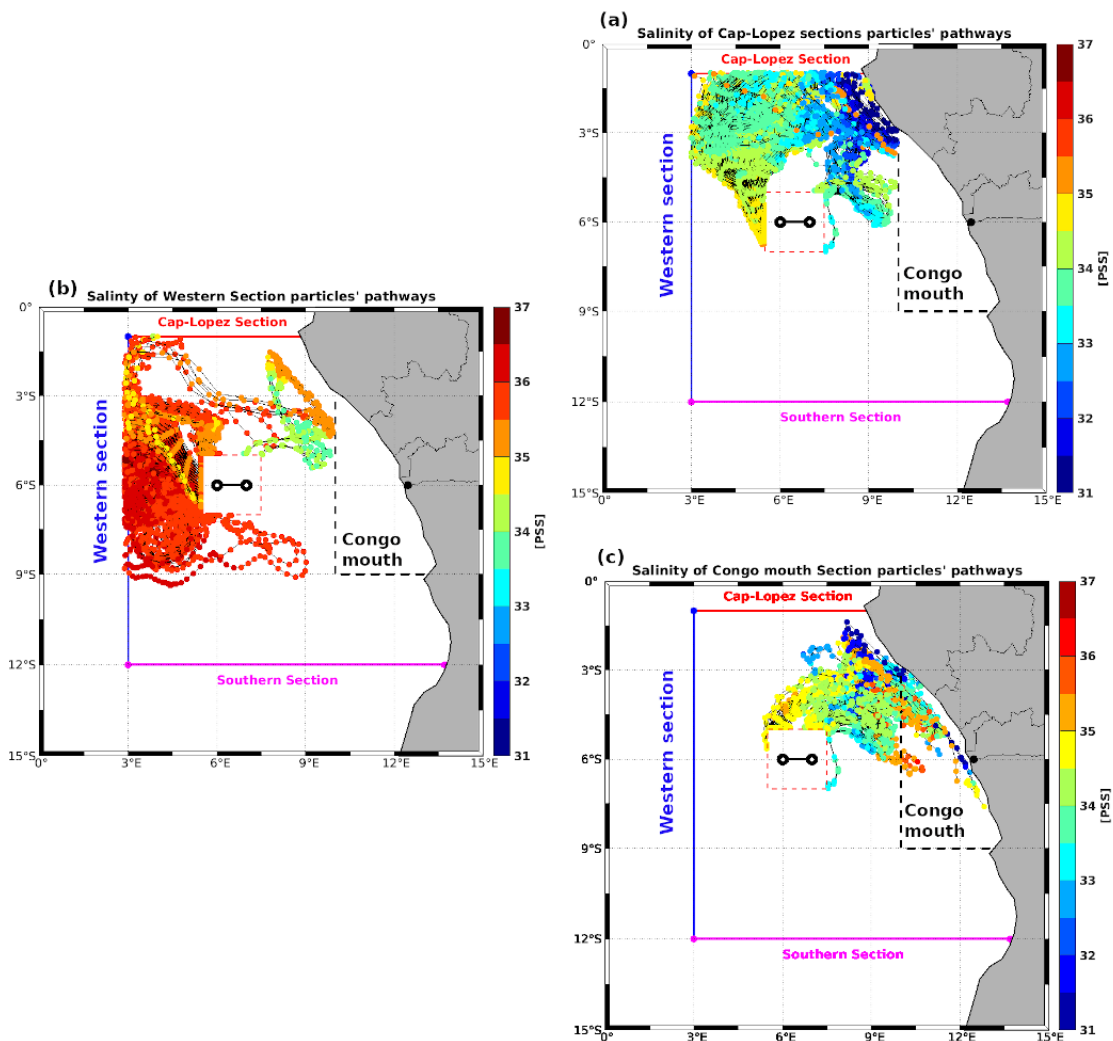 (a)
Salinity of Cap-Lopez sections particles' pathways
0°
3°S
6°S
9°S
12°S
15°S
0°
3°E
6°E
9°E
12°E
15°E
Cap-Lopez Section
Western section
Congo
mouth
Southern Section
37
36
35
34
33
32
31
[PSS]
(b)
Salinty of Western Section particles' pathways
0°
3°S
6°S
9°S
12°S
15°S
0°
3°E
6°E
9°E
12°E
15°E
Cap-Lopez Section
Western section
Congo
mouth
Southern Section
37
36
35
34
33
32
31
[PSS]
(c)
Salinity of Congo mouth Section particles' pathways
0°
3°S
6°S
9°S
12°S
15°S
0°
3°E
6°E
9°E
12°E
15°E
Cap-Lopez Section
Western section
Congo
mouth
Southern Section
37
36
35
34
33
32
31
[PSS]